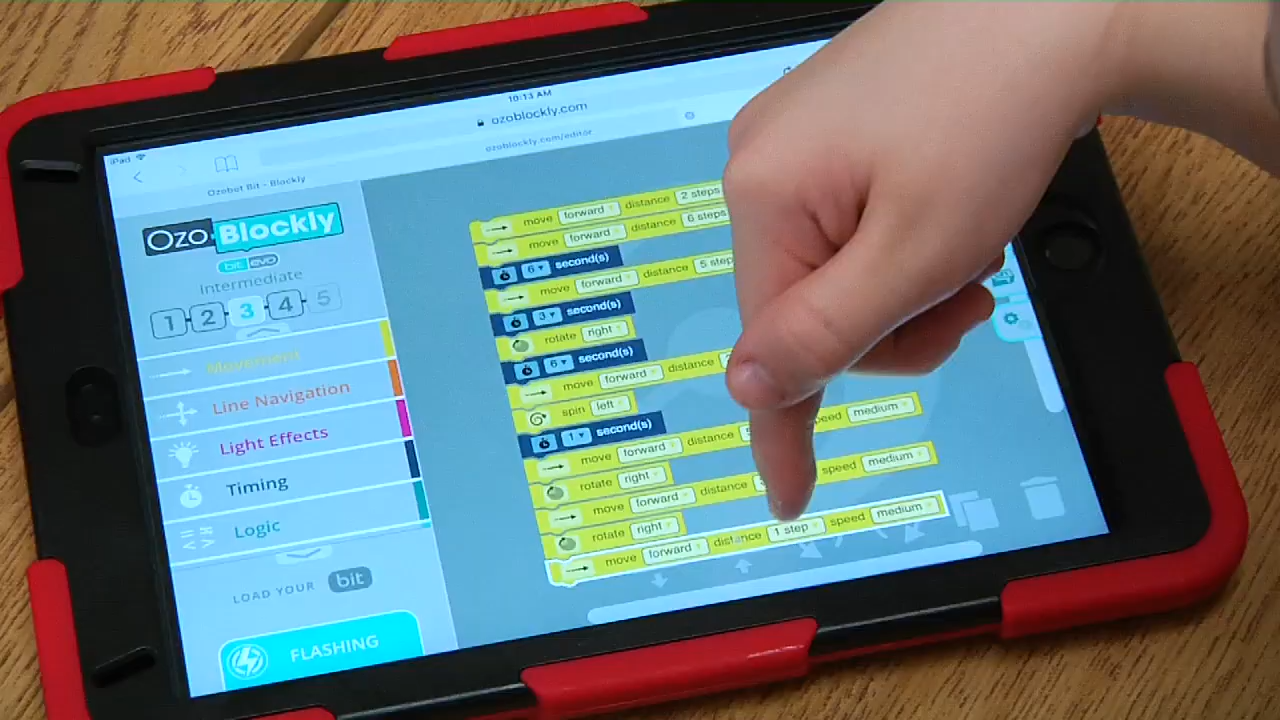 iPad
10:13 AM
ozoblockly.com
ozoblockly.com/editor
Ozobot Bit - Blockly
Ozo Blockly
bit evo
Intermediate
1 2 3 4 5
Movement
Line Navigation
Light Effects
Timing
Logic
LOAD YOUR bit
FLASHING
move forward distance 2 steps
move forward distance 6 steps
6 second(s)
move forward distance 5 step
3 second(s)
rotate right
6 second(s)
move forward distance
spin left
1 second(s)
move forward distance speed medium
rotate right
move forward distance speed medium
rotate right
move forward distance 1 step speed medium